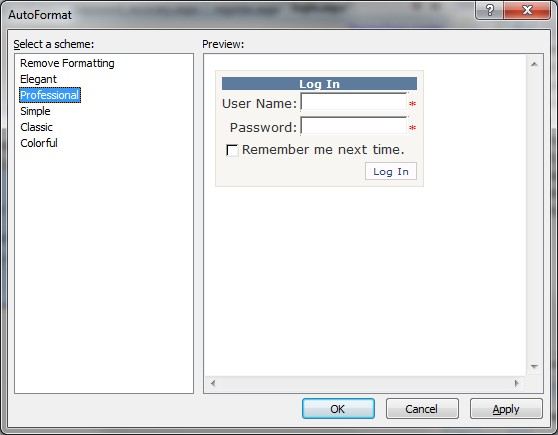 AutoFormat
Select a scheme:
Remove Formatting
Elegant
Professional
Simple
Classic
Colorful
Preview:
Log In
User Name: *
Password: *
Remember me next time.
Log In
OK
Cancel
Apply